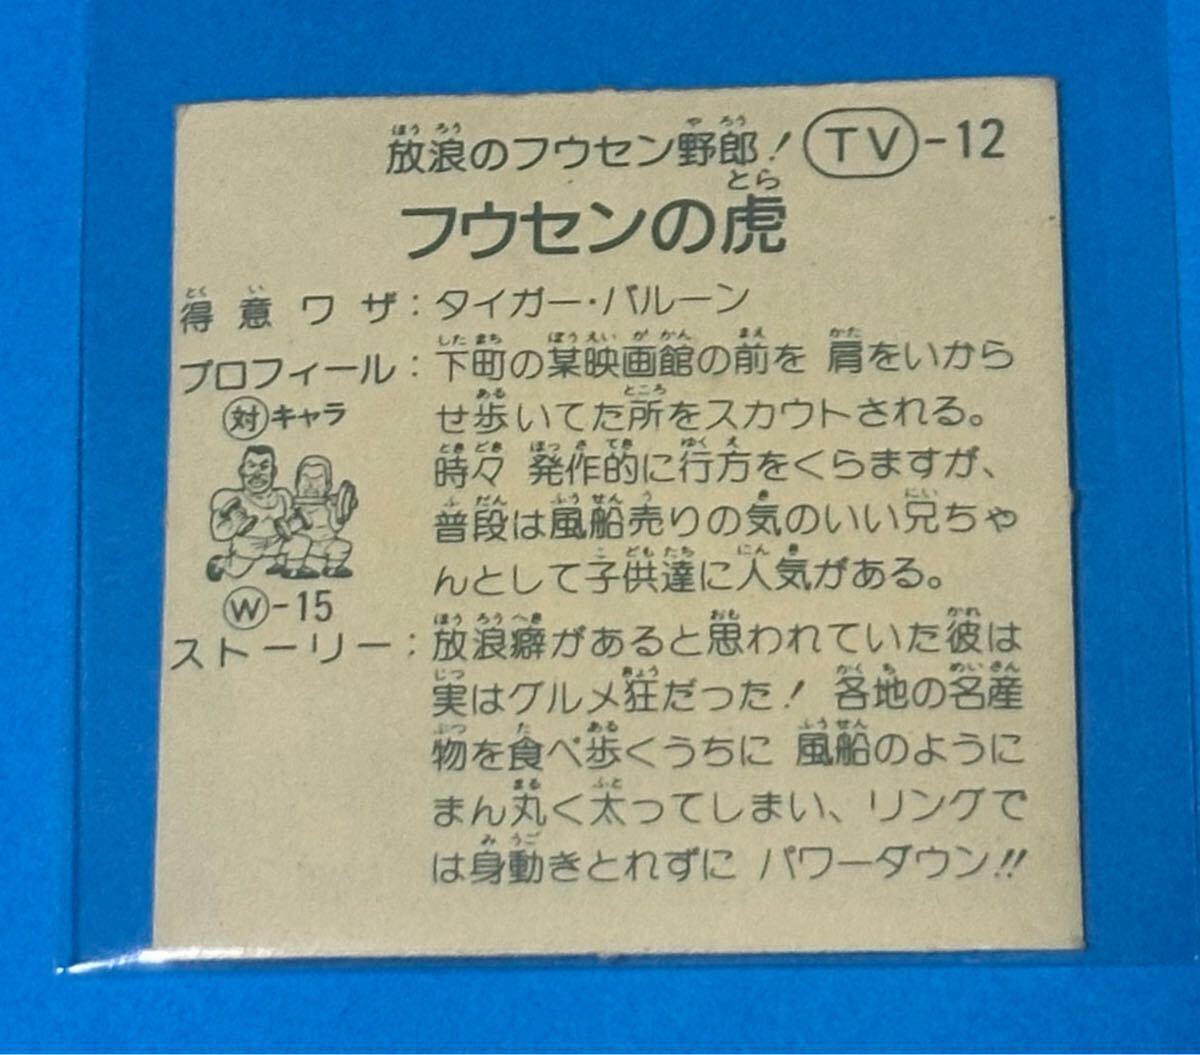 放浪のフウセン野郎! TV-12
フウセンの虎
得意ワザ:タイガー・バルーン
プロフィール:下町の某映画館の前を 肩をいから
せ歩いてた所をスカウトされる。
時々 発作的に行方をくらますが、
普段は風船売りの気のいい兄ちゃ
んとして子供達に人気がある。
対キャラ
W-15
ストーリー:放浪癖があると思われていた彼は
実はグルメ狂だった! 各地の名産
物を食べ歩くうちに 風船のように
まん丸く太ってしまい、リングで
は身動きとれずに パワーダウン!!